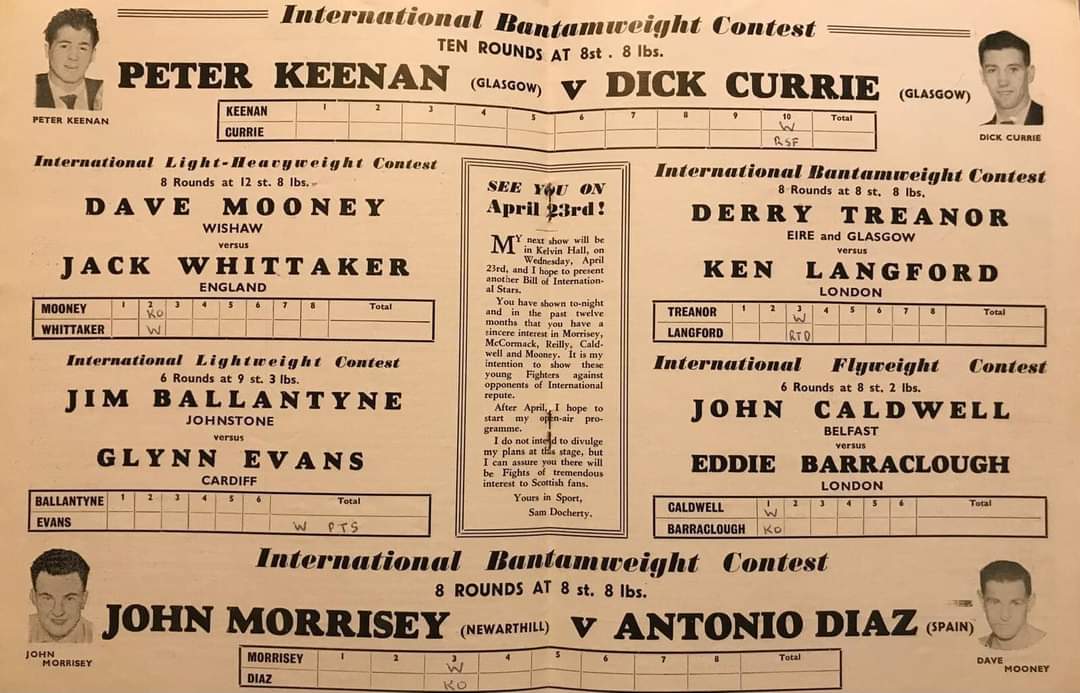 International Bantamweight Contest
TEN ROUNDS AT 8st . 8 lbs.
PETER KEENAN (GLASGOW) V DICK CURRIE (GLASGOW)
PETER KEENAN
DICK CURRIE
KEENAN 1 2 3 4 5 6 7 8 9 10 Total
W
CURRIE
RSF
International Light-Heavyweight Contest
8 Rounds at 12 st. 8 lbs.
DAVE MOONEY
WISHAW
versus
JACK WHITTAKER
ENGLAND
MOONEY 1 2 3 4 5 6 7 8 Total
KO
WHITTAKER W
International Lightweight Contest
6 Rounds at 9 st. 3 lbs.
JIM BALLANTYNE
JOHNSTONE
versus
GLYNN EVANS
CARDIFF
BALLANTYNE 1 2 3 4 5 6 Total
EVANS W PTS
SEE YOU ON
April 23rd!
MY next show will be
in Kelvin Hall, on
Wednesday, April
23rd, and I hope to present
another Bill of Internation-
al Stars.
You have shown to-night
and in the past twelve
months that you have a
sincere interest in Morrisey,
McCormack, Reilly, Cald-
well and Mooney. It is my
intention to show these
young Fighters against
opponents of International
repute.
After April, I hope to
start my open-air pro-
gramme.
I do not intend to divulge
my plans at this stage, but
I can assure you there will
be Fights of tremendous
interest to Scottish fans.
Yours in Sport,
Sam Docherty.
International Bantamweight Contest
8 Rounds at 8 st. 8 lbs.
DERRY TREANOR
EIRE and GLASGOW
versus
KEN LANGFORD
LONDON
TREANOR 1 2 3 4 5 6 7 8 Total
W
LANGFORD RTD
International Flyweight Contest
6 Rounds at 8 st. 2 lbs.
JOHN CALDWELL
BELFAST
versus
EDDIE BARRACLOUGH
LONDON
CALDWELL 1 2 3 4 5 6 Total
W
BARRACLOUGH KO
International Bantamweight Contest
8 ROUNDS AT 8 st. 8 lbs.
JOHN MORRISEY (NEWARTHILL) V ANTONIO DIAZ (SPAIN)
JOHN
MORRISEY
DAVE
MOONEY
MORRISEY 1 2 3 4 5 6 7 8 Total
W
DIAZ KO